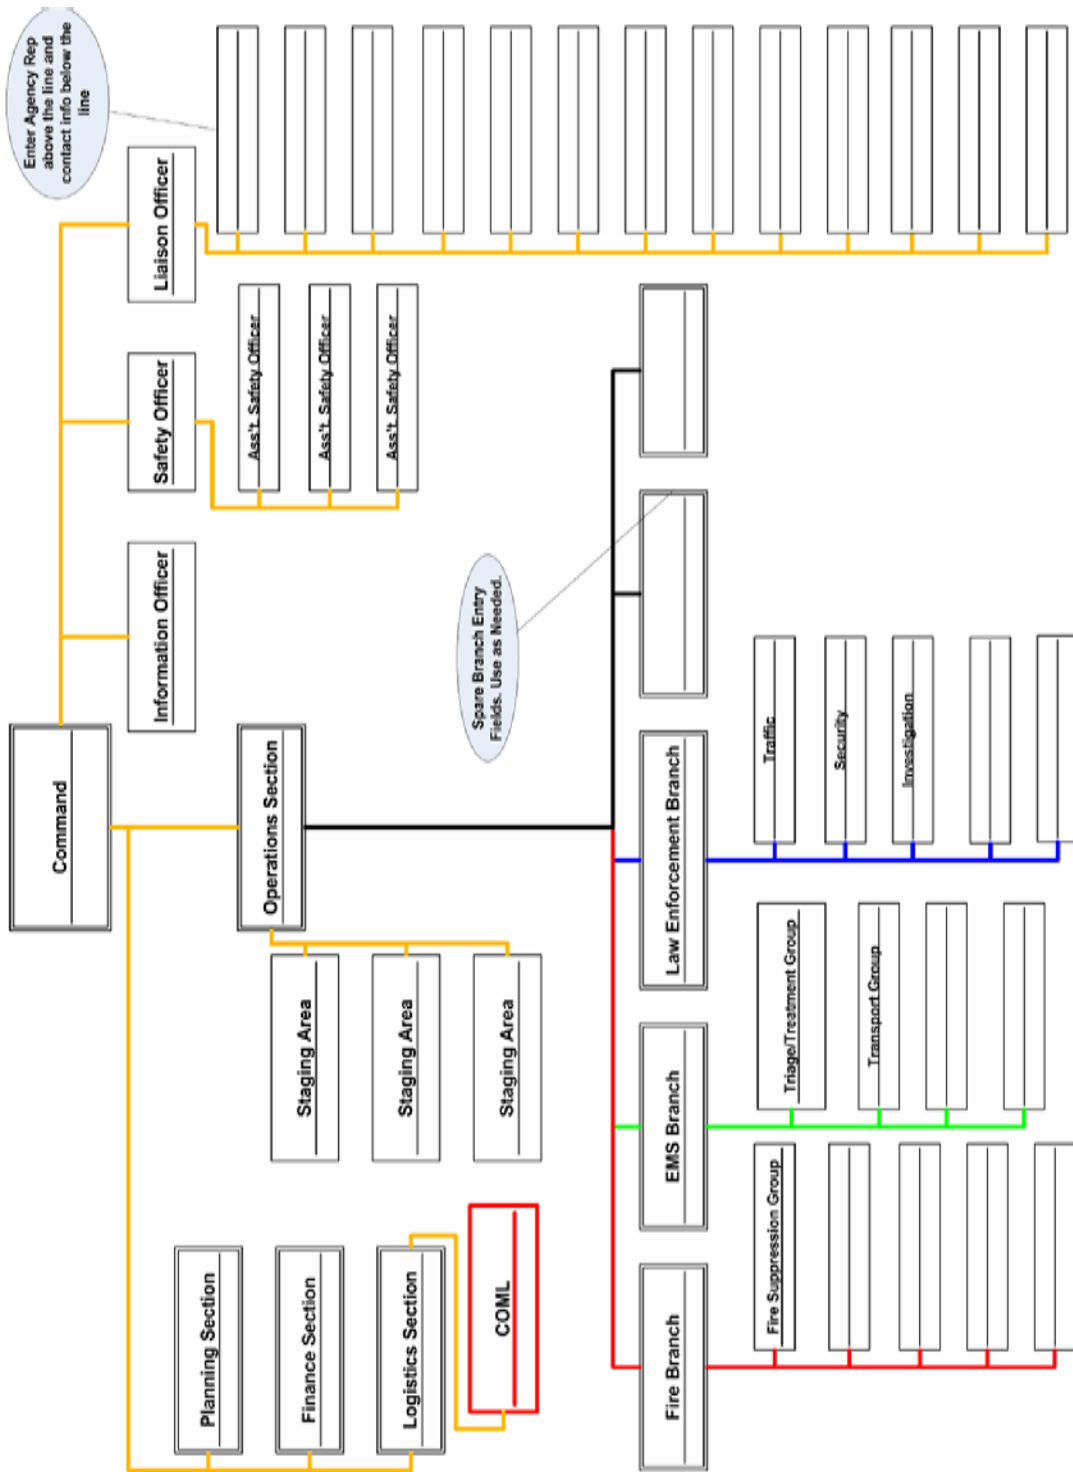 Command
Information Officer
Safety Officer
Liaison Officer
Enter Agency Rep
above the line and
contact info below the
line
Ass't Safety Officer
Ass't Safety Officer
Ass't Safety Officer
Planning Section
Finance Section
Logistics Section
COML
Operations Section
Staging Area
Staging Area
Staging Area
Spare Branch Entry
Fields. Use as Needed.
Fire Branch
EMS Branch
Law Enforcement Branch
Fire Suppression Group
Triage/Treatment Group
Transport Group
Traffic
Security
Investigation